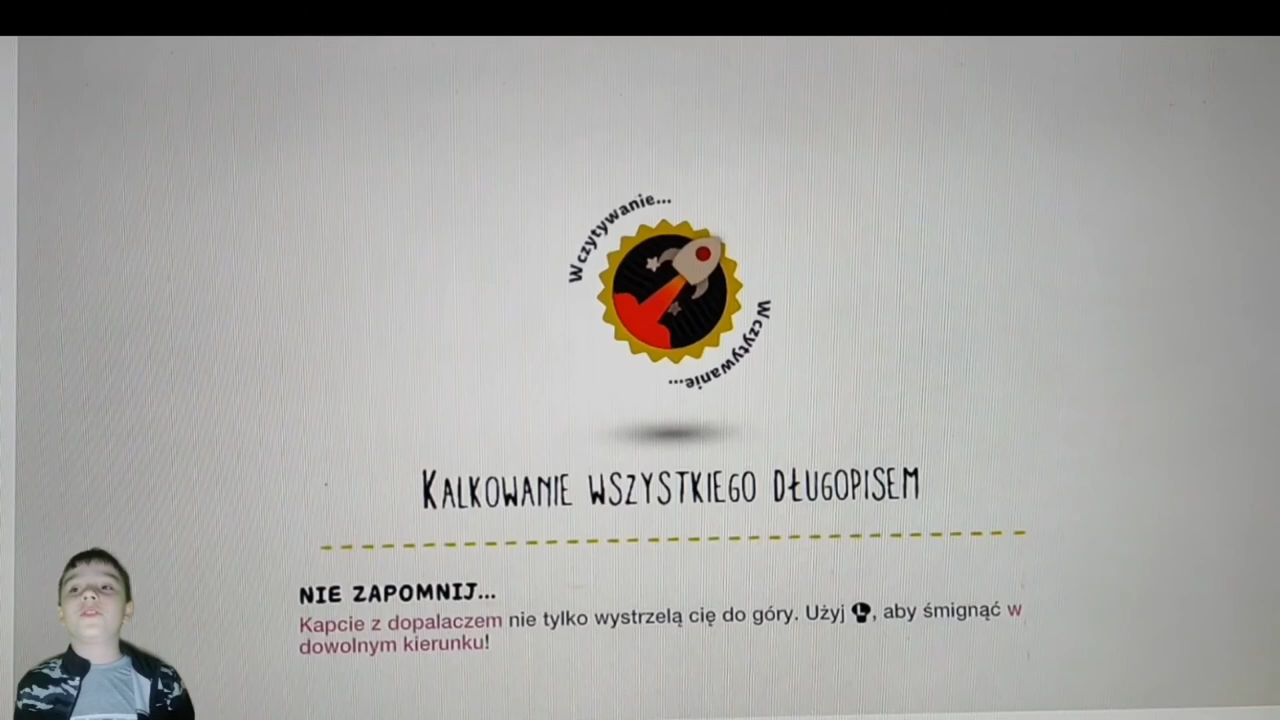 Wczytywanie...
Wczytywanie...
KALKOWANIE WSZYSTKIEGO DŁUGOPISEM
NIE ZAPOMNIJ...
Kapcie z dopalaczem nie tylko wystrzelą cię do góry. Użyj L, aby śmignąć w
dowolnym kierunku!